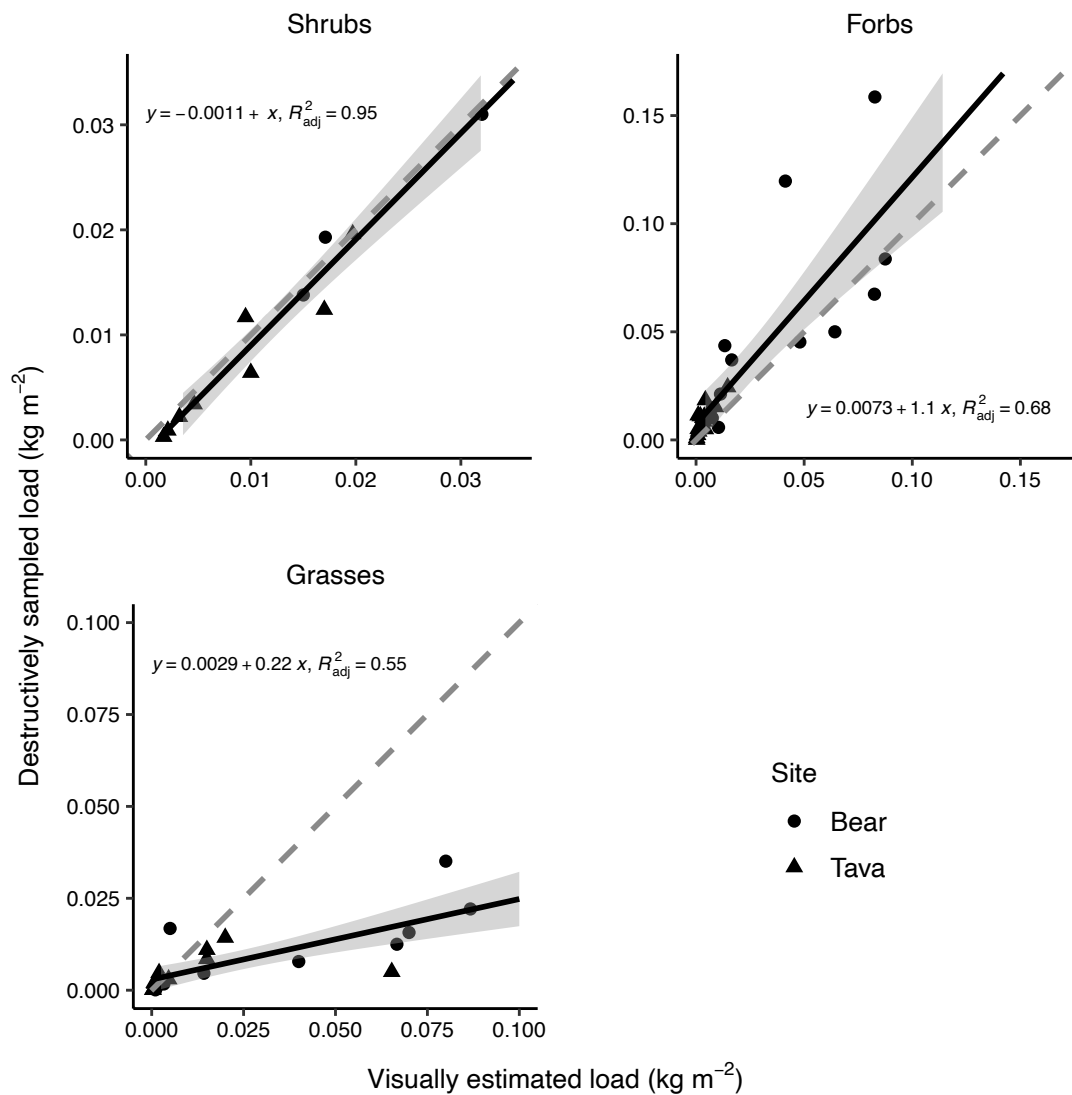 Shrubs
y = −0.0011 + x, R²adj = 0.95
0.03
0.02
0.01
0.00
0.00 0.01 0.02 0.03
Forbs
0.15
0.10
0.05
0.00
y = 0.0073 + 1.1 x, R²adj = 0.68
0.00 0.05 0.10 0.15
Destructively sampled load (kg m⁻²)
Grasses
0.100
y = 0.0029 + 0.22 x, R²adj = 0.55
0.075
0.050
0.025
0.000
0.000 0.025 0.050 0.075 0.100
Site
Bear
Tava
Visually estimated load (kg m⁻²)